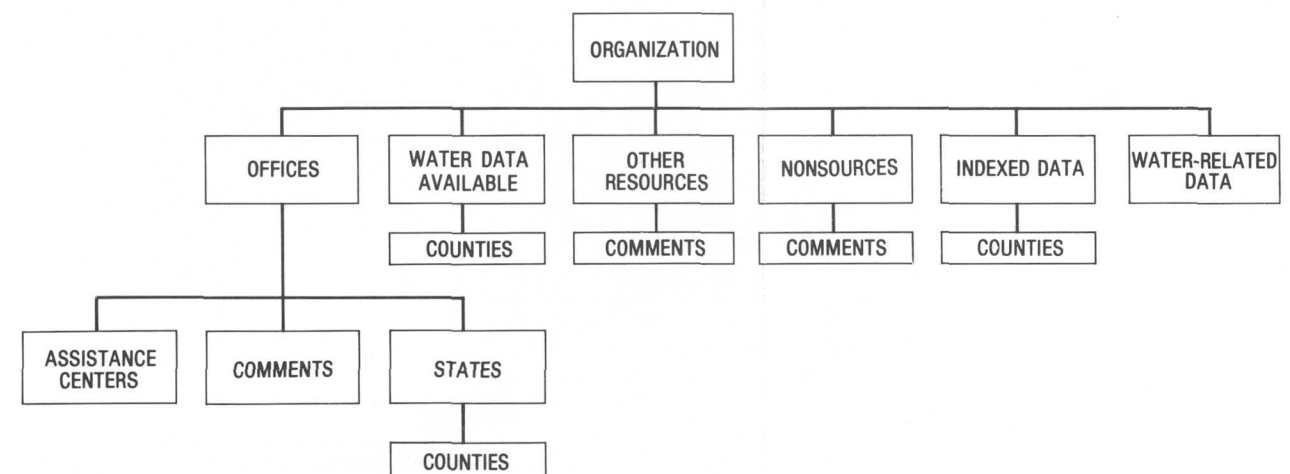 ORGANIZATION
OFFICES
WATER DATA
AVAILABLE
OTHER
RESOURCES
NONSOURCES
INDEXED DATA
WATER-RELATED
DATA
COUNTIES
COMMENTS
COMMENTS
COUNTIES
ASSISTANCE
CENTERS
COMMENTS
STATES
COUNTIES